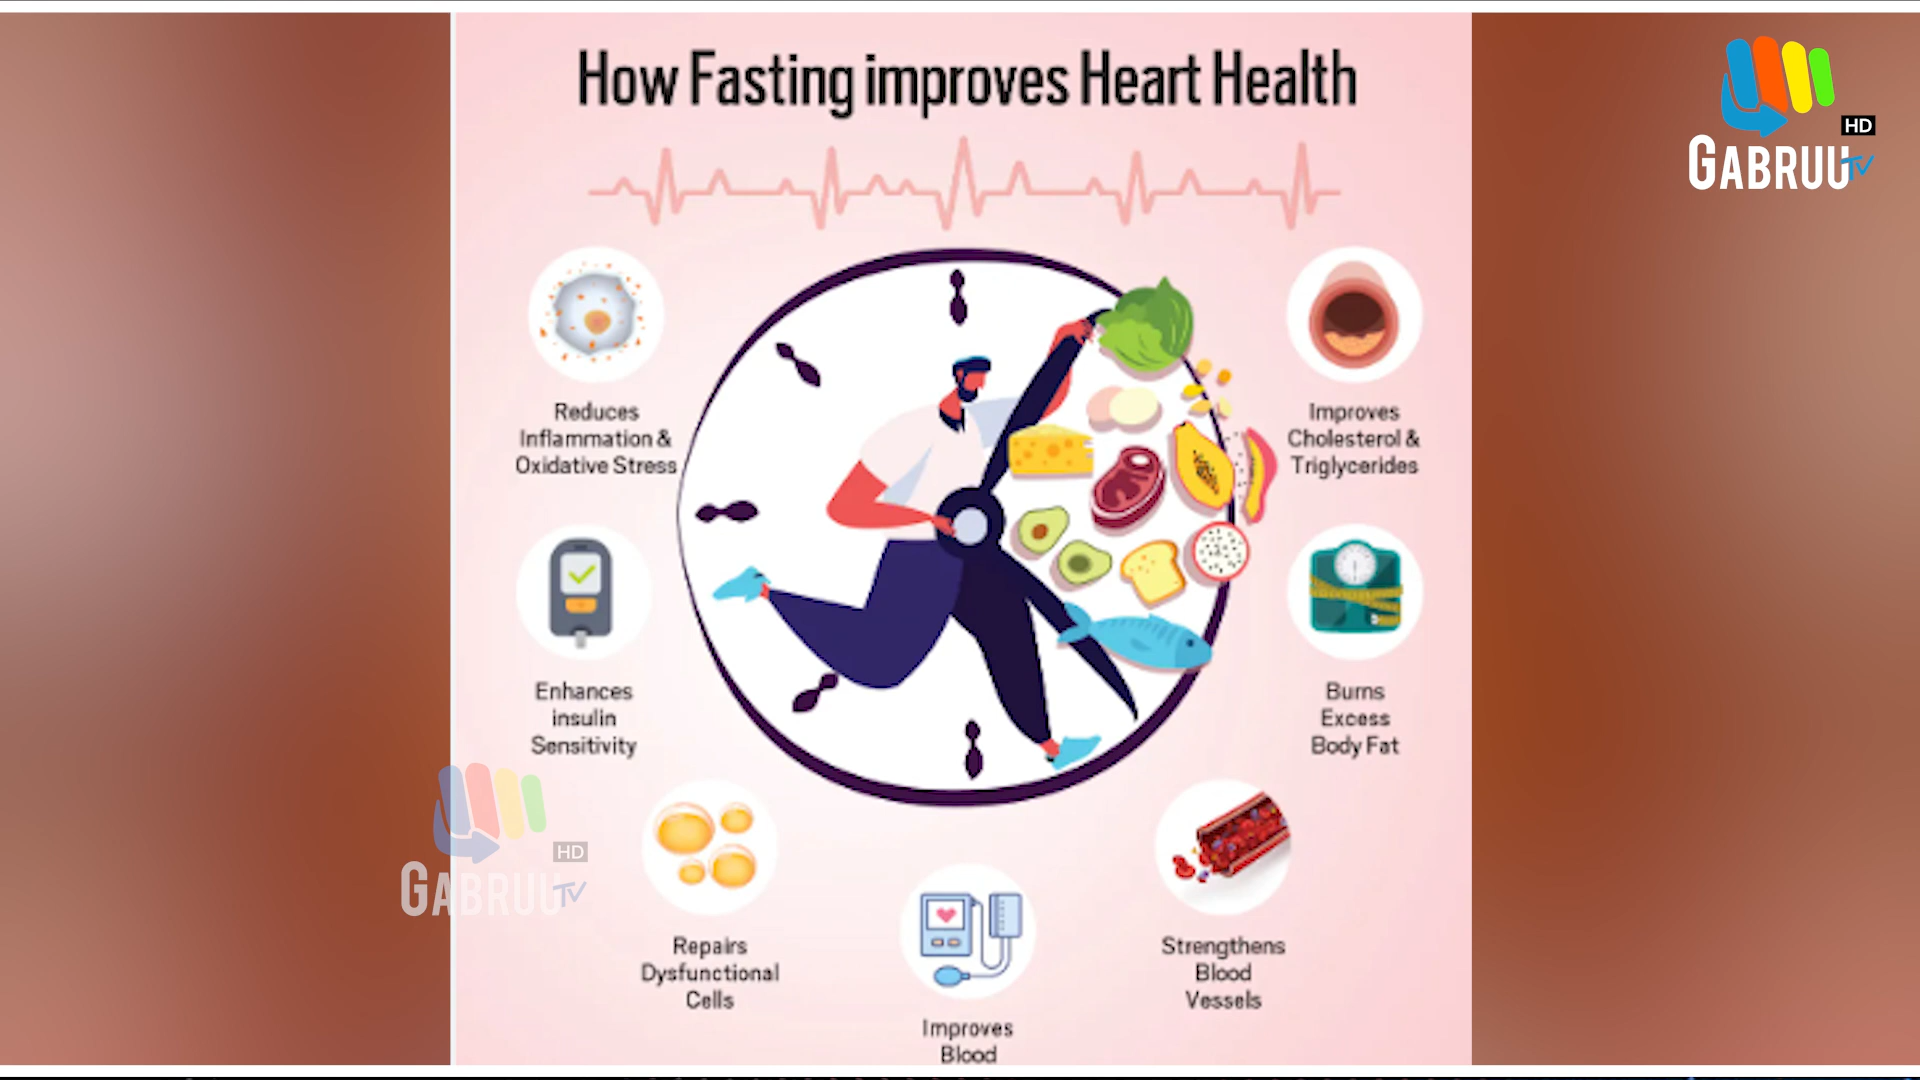 How Fasting improves Heart Health
HD
GABRUU TV
Reduces
Inflammation &
Oxidative Stress
Improves
Cholesterol &
Triglycerides
Enhances
insulin
Sensitivity
Burns
Excess
Body Fat
HD
GABRUU TV
Repairs
Dysfunctional
Cells
Strengthens
Blood
Vessels
Improves
Blood